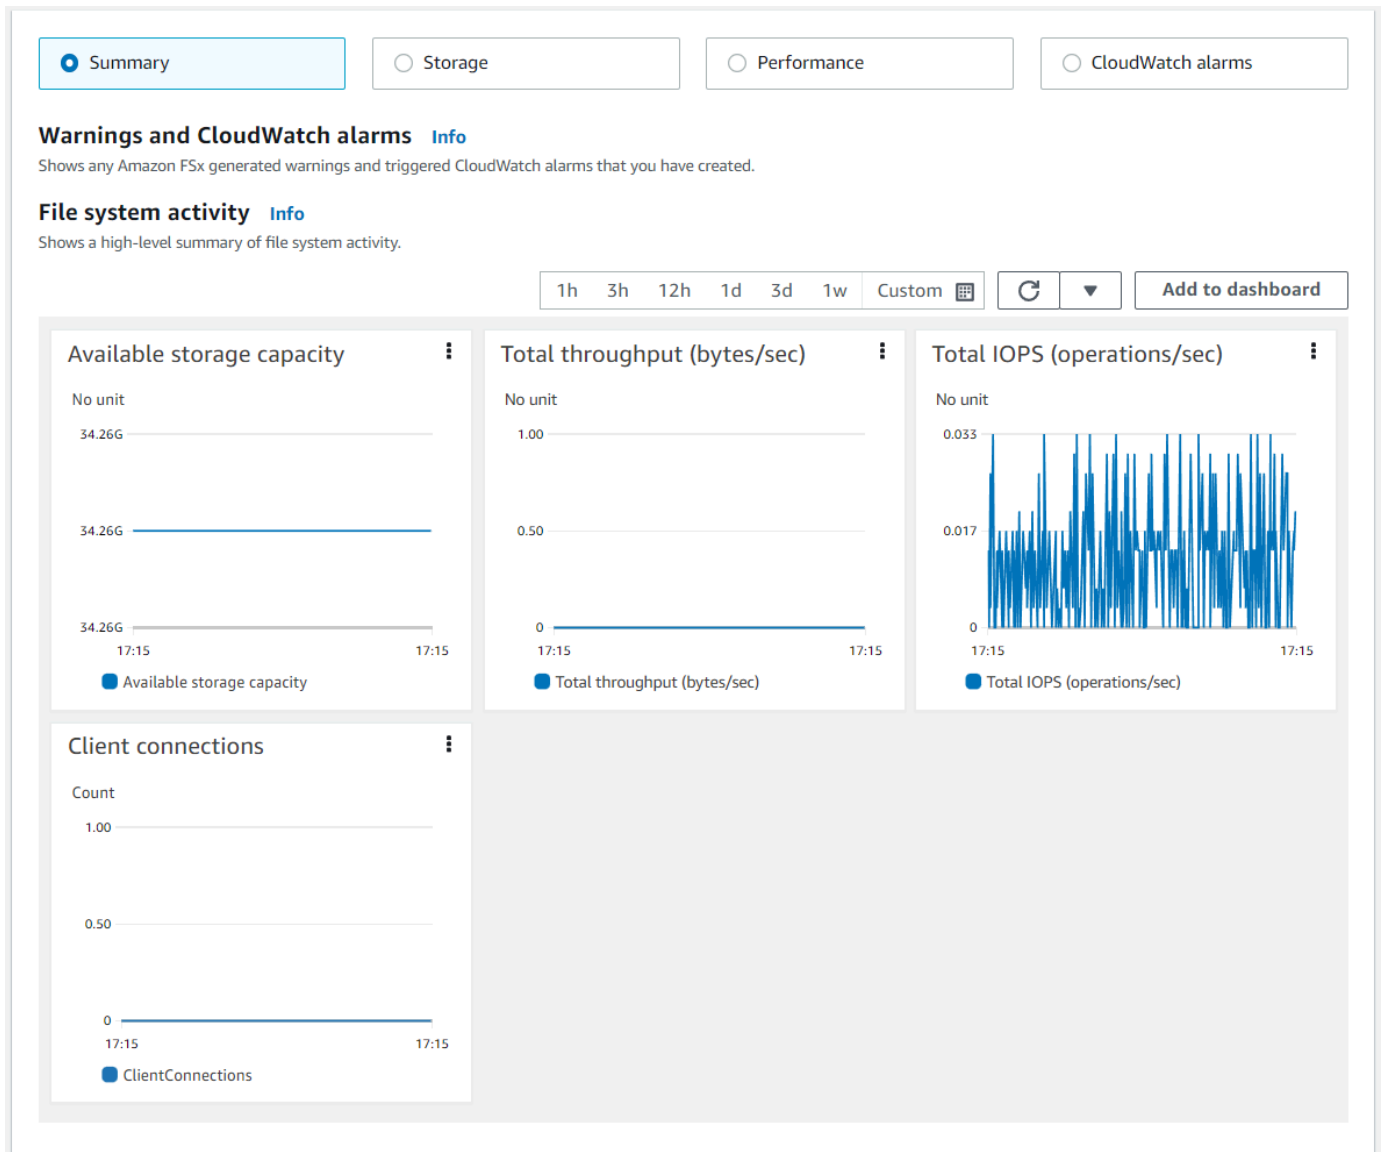 Summary
Storage
Performance
CloudWatch alarms
Warnings and CloudWatch alarms Info
Shows any Amazon FSx generated warnings and triggered CloudWatch alarms that you have created.
File system activity Info
Shows a high-level summary of file system activity.
1h 3h 12h 1d 3d 1w Custom
Add to dashboard
Available storage capacity
No unit
34.26G
34.26G
34.26G
17:15 17:15
Available storage capacity
Total throughput (bytes/sec)
No unit
1.00
0.50
0
17:15 17:15
Total throughput (bytes/sec)
Total IOPS (operations/sec)
No unit
0.033
0.017
0
17:15 17:15
Total IOPS (operations/sec)
Client connections
Count
1.00
0.50
0
17:15 17:15
ClientConnections